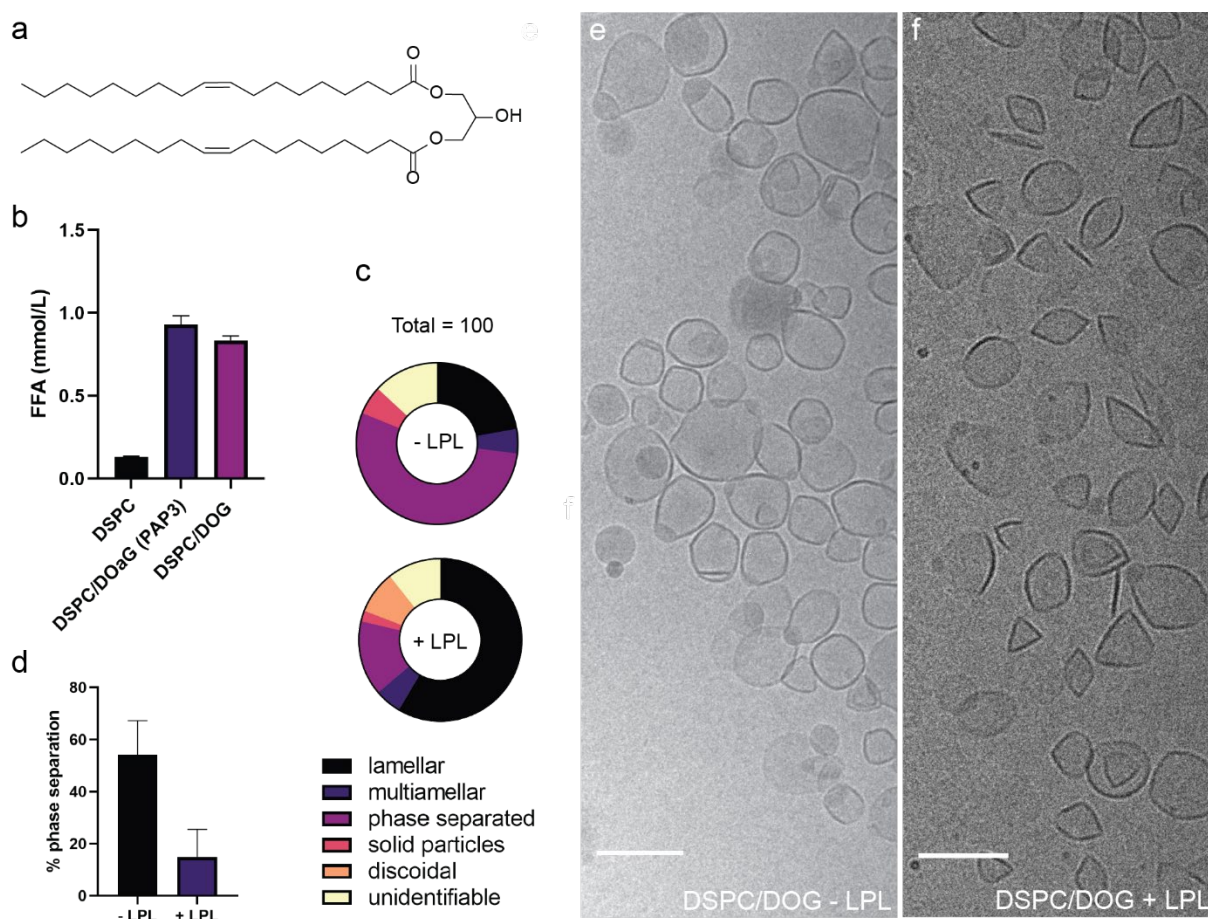 a
O
O
OH
O
O
b
1.5
1.0
0.5
0.0
FFA (mmol/L)
DSPC
DSPC/DOaG (PAP3)
DSPC/DOG
c
Total = 100
- LPL
+ LPL
d
80
60
40
20
0
% phase separation
- LPL
+ LPL
lamellar
multiamellar
phase separated
solid particles
discoidal
unidentifiable
e
e
DSPC/DOG - LPL
f
f
DSPC/DOG + LPL